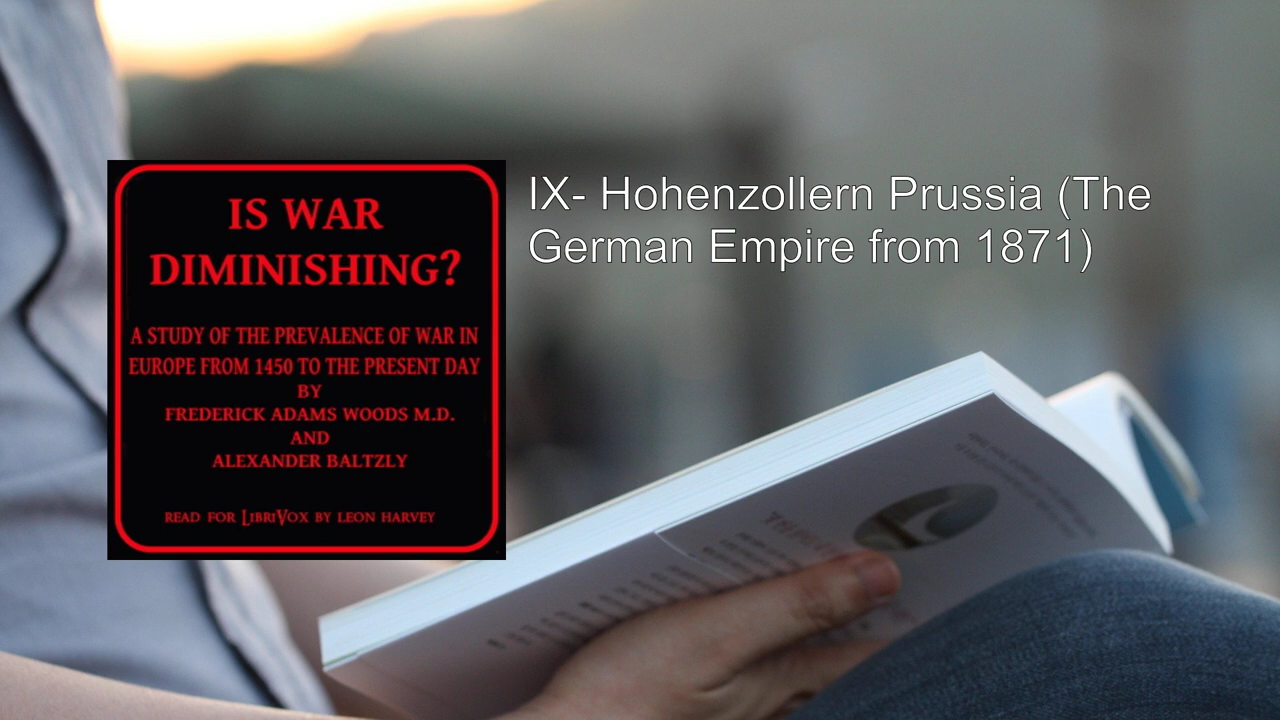 IS WAR
DIMINISHING?
A STUDY OF THE PREVALENCE OF WAR IN
EUROPE FROM 1450 TO THE PRESENT DAY
BY
FREDERICK ADAMS WOODS M.D.
AND
ALEXANDER BALTZLY
READ FOR LIBRIVOX BY LEON HARVEY
IX- Hohenzollern Prussia (The
German Empire from 1871)